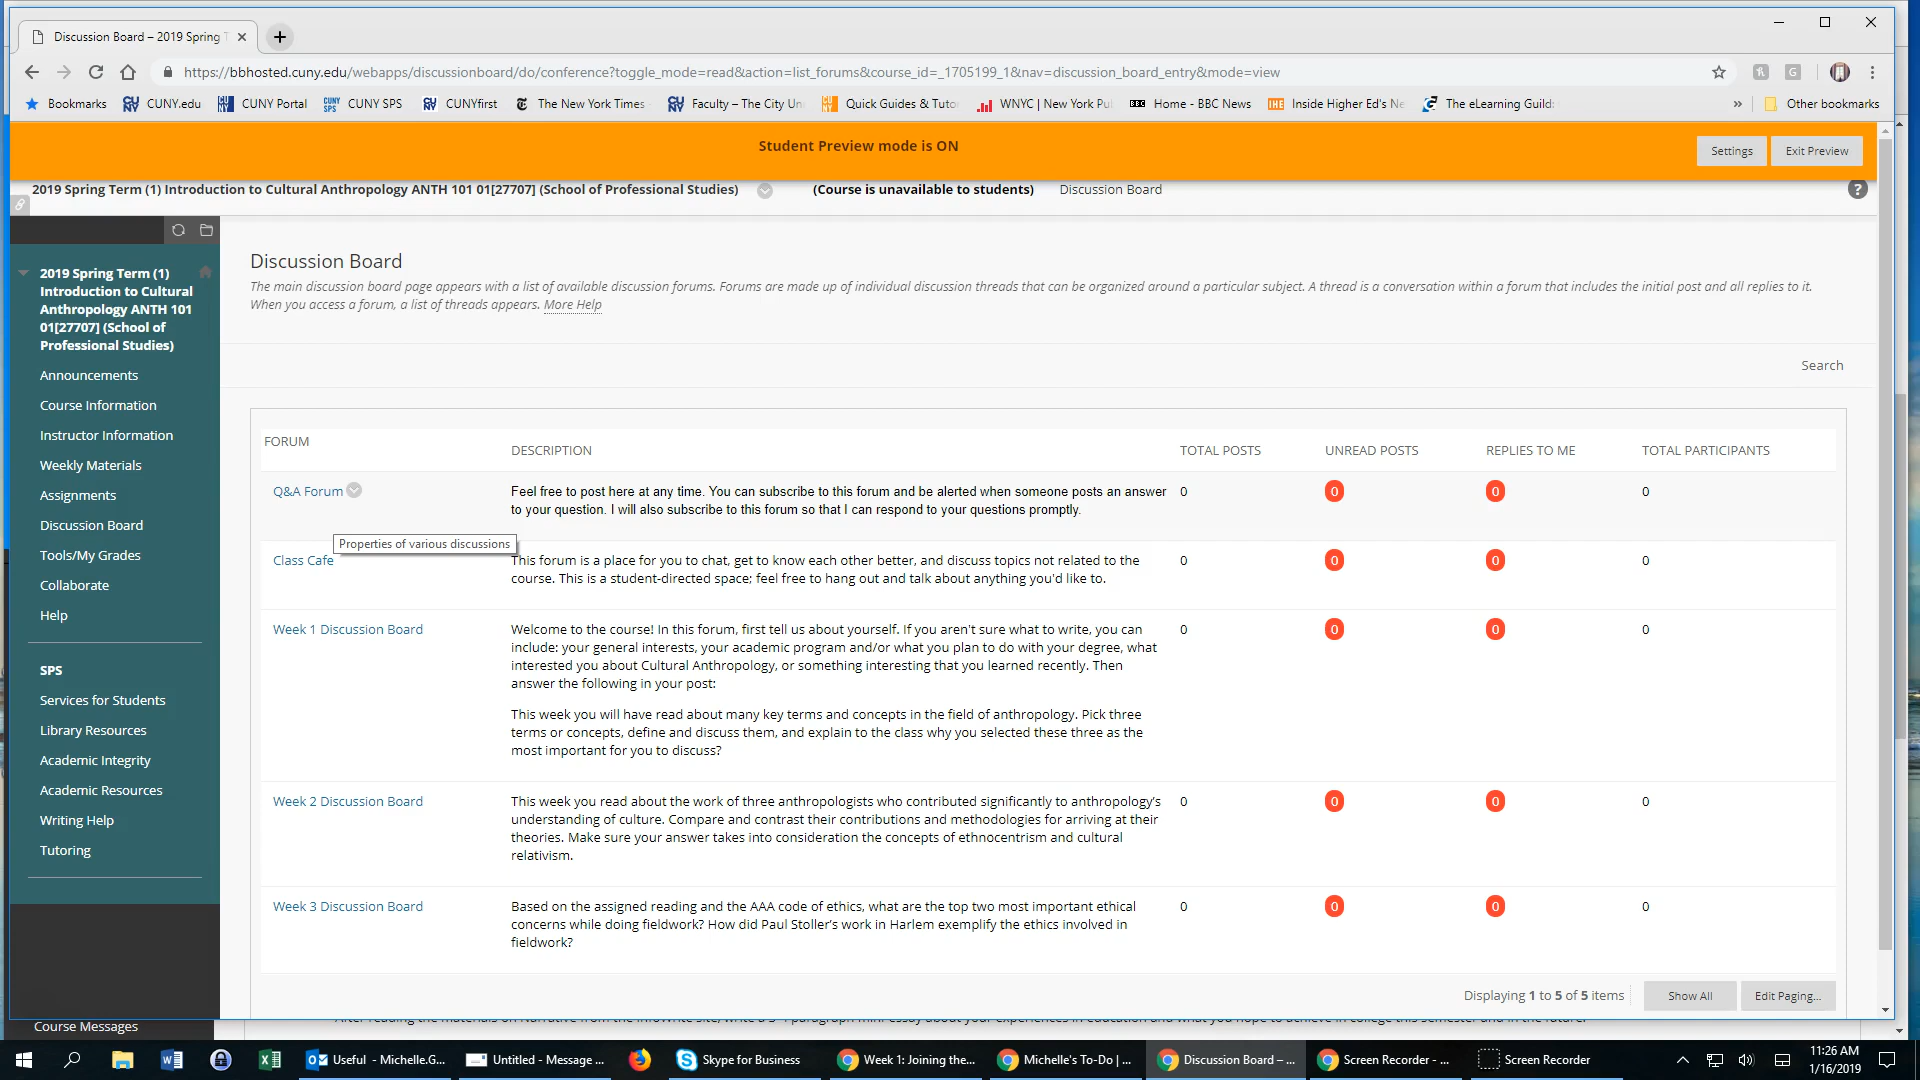 Discussion Board – 2019 Spring T
https://bbhosted.cuny.edu/webapps/discussionboard/do/conference?toggle_mode=read&action=list_forums&course_id=_1705199_1&nav=discussion_board_entry&mode=view
Bookmarks CUNY.edu CUNY Portal CUNY SPS CUNYfirst The New York Times Faculty – The City Un Quick Guides & Tuto WNYC | New York Pu Home - BBC News Inside Higher Ed's Ne The eLearning Guild: » Other bookmarks
Student Preview mode is ON
Settings Exit Preview
2019 Spring Term (1) Introduction to Cultural Anthropology ANTH 101 01[27707] (School of Professional Studies) (Course is unavailable to students) Discussion Board ?
2019 Spring Term (1)
Introduction to Cultural
Anthropology ANTH 101
01[27707] (School of
Professional Studies)
Announcements
Course Information
Instructor Information
Weekly Materials
Assignments
Discussion Board
Tools/My Grades
Collaborate
Help
SPS
Services for Students
Library Resources
Academic Integrity
Academic Resources
Writing Help
Tutoring
Course Messages
Discussion Board
The main discussion board page appears with a list of available discussion forums. Forums are made up of individual discussion threads that can be organized around a particular subject. A thread is a conversation within a forum that includes the initial post and all replies to it.
When you access a forum, a list of threads appears. More Help
Search
FORUM DESCRIPTION TOTAL POSTS UNREAD POSTS REPLIES TO ME TOTAL PARTICIPANTS
Q&A Forum Feel free to post here at any time. You can subscribe to this forum and be alerted when someone posts an answer 0 0 0 0
to your question. I will also subscribe to this forum so that I can respond to your questions promptly.
Properties of various discussions
Class Cafe This forum is a place for you to chat, get to know each other better, and discuss topics not related to the 0 0 0 0
course. This is a student-directed space; feel free to hang out and talk about anything you'd like to.
Week 1 Discussion Board Welcome to the course! In this forum, first tell us about yourself. If you aren't sure what to write, you can 0 0 0 0
include: your general interests, your academic program and/or what you plan to do with your degree, what
interested you about Cultural Anthropology, or something interesting that you learned recently. Then
answer the following in your post:
This week you will have read about many key terms and concepts in the field of anthropology. Pick three
terms or concepts, define and discuss them, and explain to the class why you selected these three as the
most important for you to discuss?
Week 2 Discussion Board This week you read about the work of three anthropologists who contributed significantly to anthropology's 0 0 0 0
understanding of culture. Compare and contrast their contributions and methodologies for arriving at their
theories. Make sure your answer takes into consideration the concepts of ethnocentrism and cultural
relativism.
Week 3 Discussion Board Based on the assigned reading and the AAA code of ethics, what are the top two most important ethical 0 0 0 0
concerns while doing fieldwork? How did Paul Stoller's work in Harlem exemplify the ethics involved in
fieldwork?
Displaying 1 to 5 of 5 items Show All Edit Paging...
Useful - Michelle.G... Untitled - Message ... Skype for Business Week 1: Joining the... Michelle's To-Do | ... Discussion Board – ... Screen Recorder - ... Screen Recorder 11:26 AM
1/16/2019